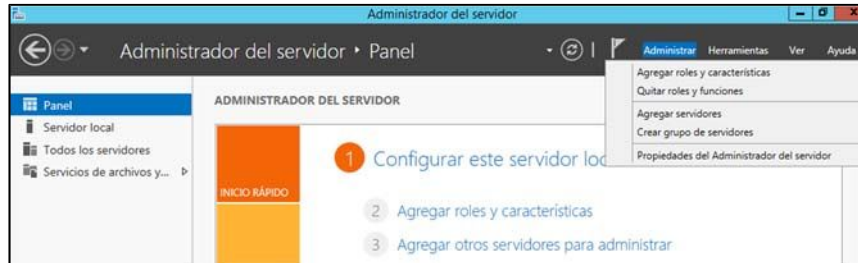 Administrador del servidor
Administrador del servidor ‣ Panel
Administrar Herramientas Ver Ayuda
Agregar roles y características
Quitar roles y funciones
Agregar servidores
Crear grupo de servidores
Propiedades del Administrador del servidor
Panel
Servidor local
Todos los servidores
Servicios de archivos y...
ADMINISTRADOR DEL SERVIDOR
INICIO RÁPIDO
1 Configurar este servidor loc
2 Agregar roles y características
3 Agregar otros servidores para administrar